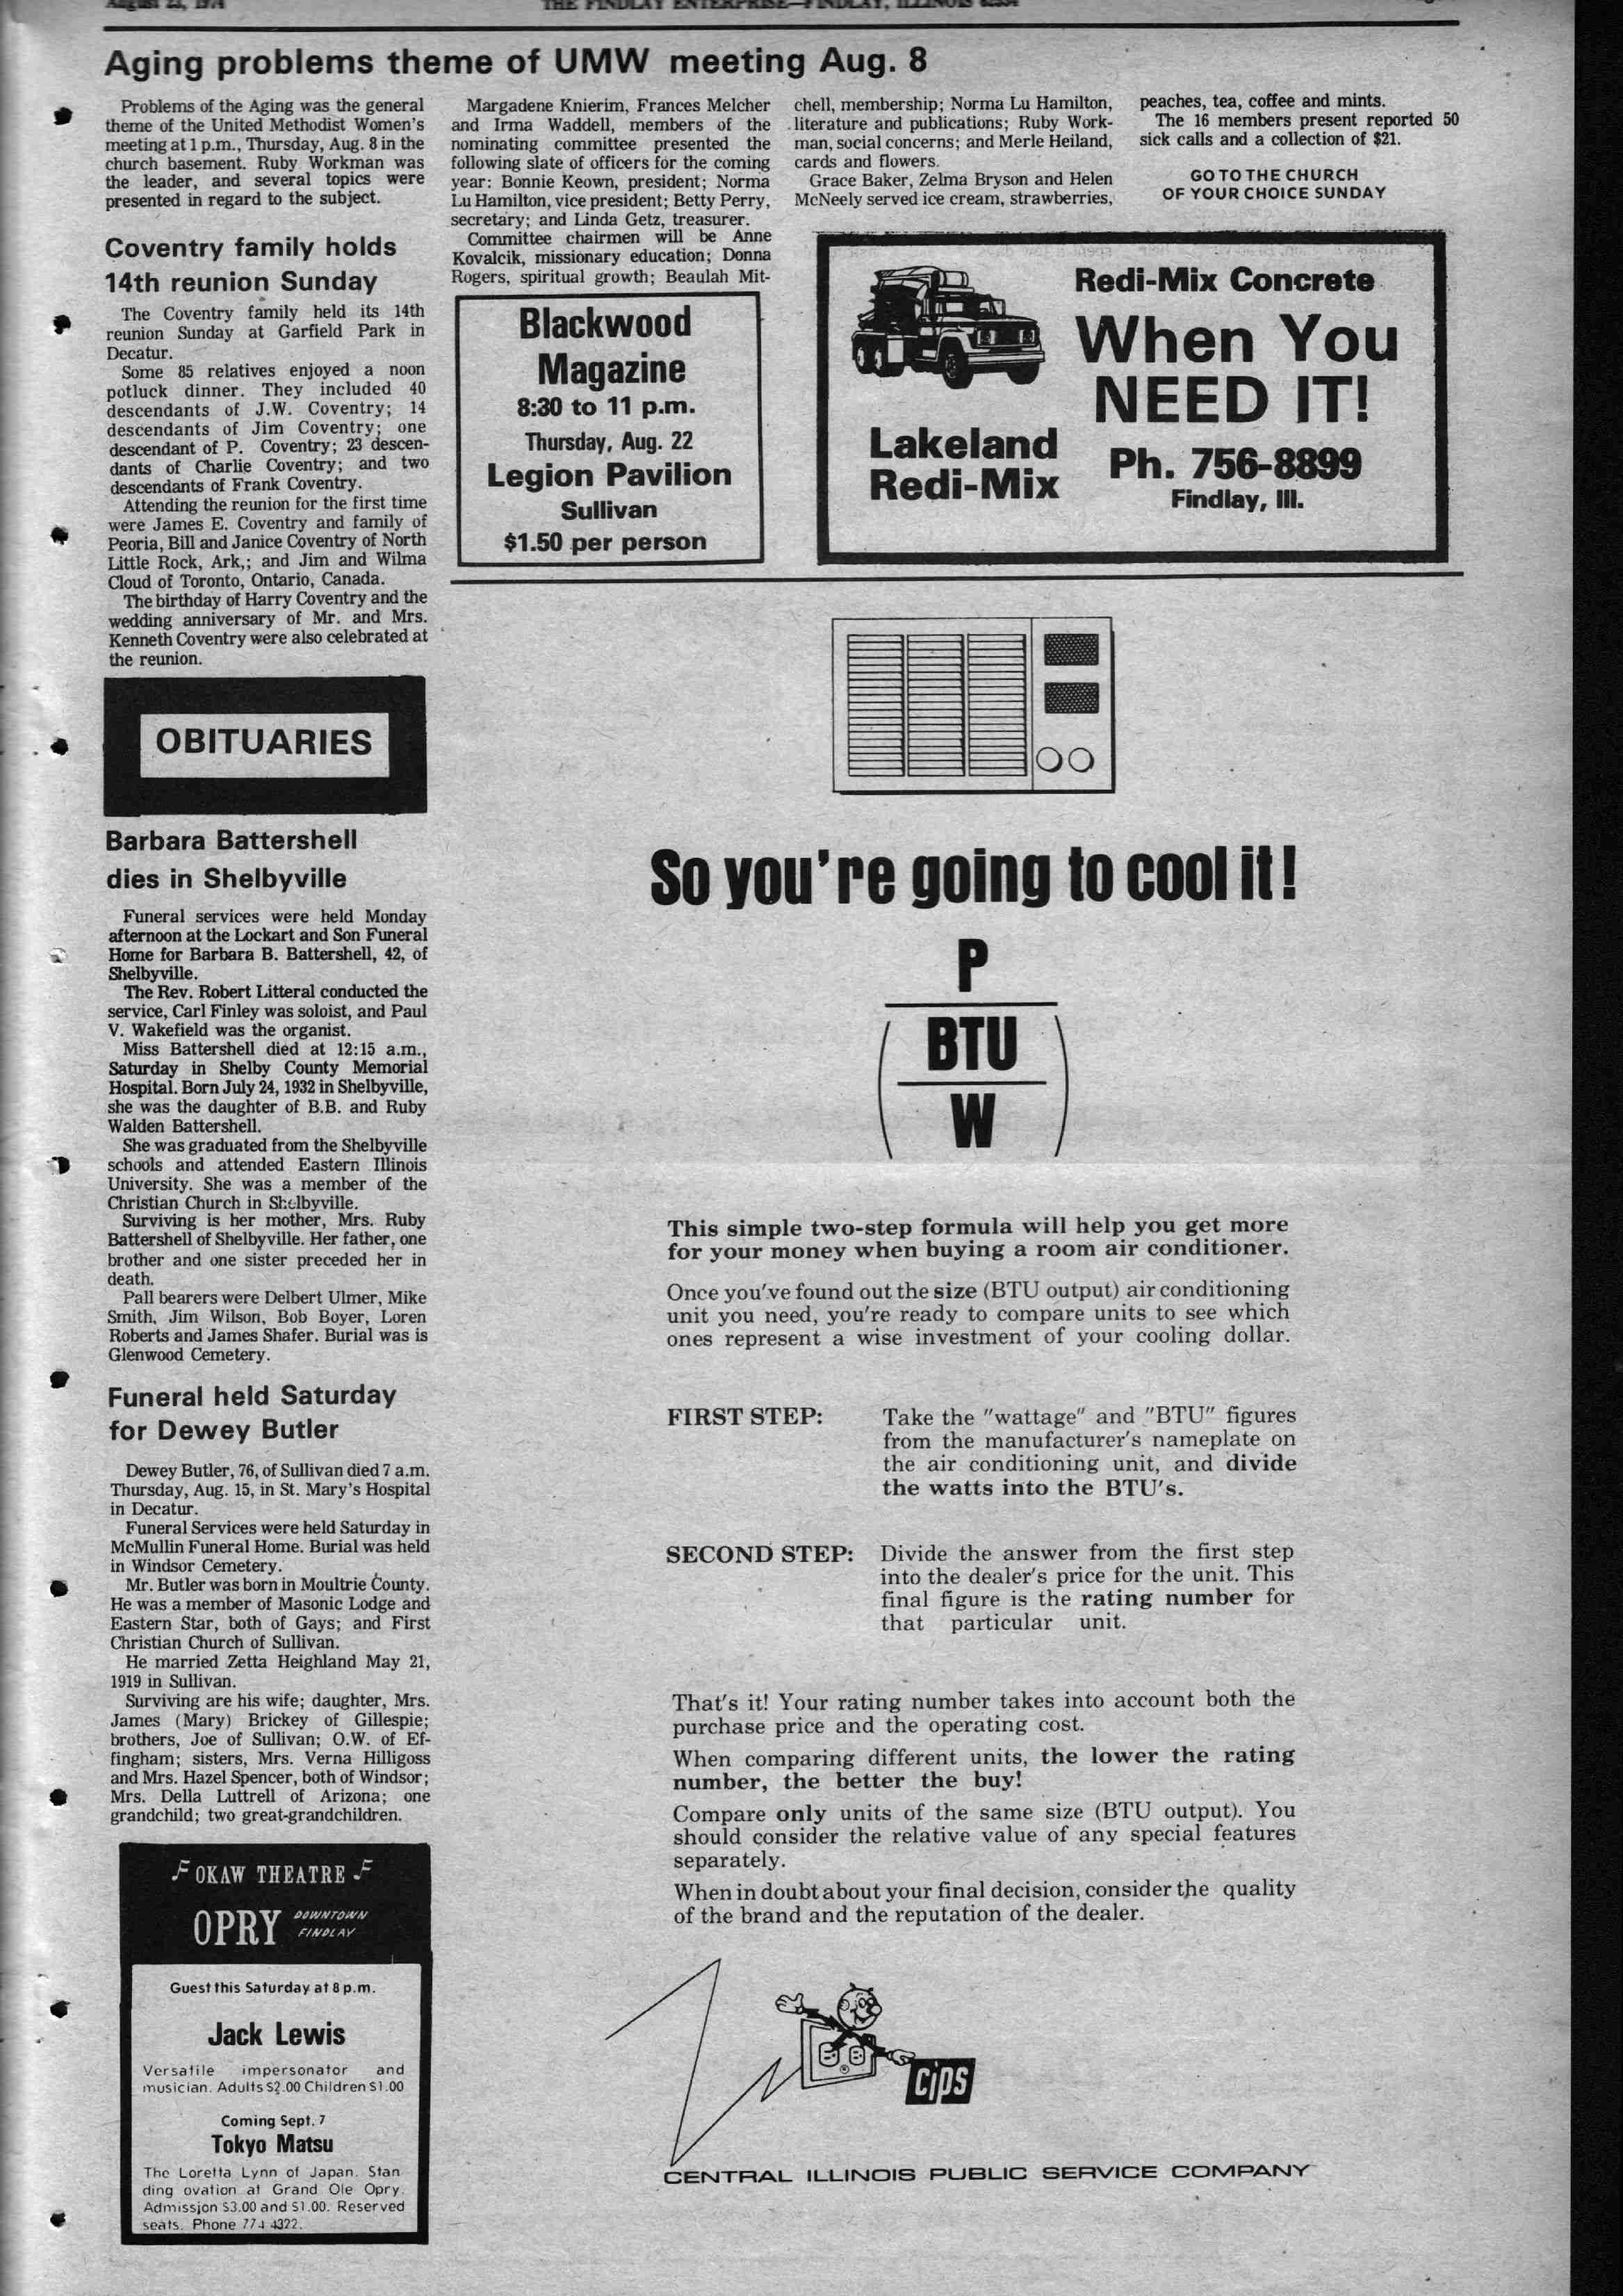 August 22, 1974
THE FINDLAY ENTERPRISE—FINDLAY, ILLINOIS
Aging problems theme of UMW meeting Aug. 8
Problems of the Aging was the general
theme of the United Methodist Women's
meeting at 1 p.m., Thursday, Aug. 8 in the
church basement. Ruby Workman was
the leader, and several topics were
presented in regard to the subject.
Margadene Knierim, Frances Melcher
and Irma Waddell, members of the
nominating committee presented the
following slate of officers for the coming
year: Bonnie Keown, president; Norma
Lu Hamilton, vice president; Betty Perry,
secretary; and Linda Getz, treasurer.
Committee chairmen will be Anne
Kovalcik, missionary education; Donna
Rogers, spiritual growth; Beaulah Mit-
chell, membership; Norma Lu Hamilton,
literature and publications; Ruby Work-
man, social concerns; and Merle Heiland,
cards and flowers.
Grace Baker, Zelma Bryson and Helen
McNeely served ice cream, strawberries,
peaches, tea, coffee and mints.
The 16 members present reported 50
sick calls and a collection of $21.
GO TO THE CHURCH
OF YOUR CHOICE SUNDAY
Coventry family holds
14th reunion Sunday
The Coventry family held its 14th
reunion Sunday at Garfield Park in
Decatur.
Some 85 relatives enjoyed a noon
potluck dinner. They included 40
descendants of J.W. Coventry; 14
descendants of Jim Coventry; one
descendant of P. Coventry; 23 descen-
dants of Charlie Coventry; and two
descendants of Frank Coventry.
Attending the reunion for the first time
were James E. Coventry and family of
Peoria, Bill and Janice Coventry of North
Little Rock, Ark,; and Jim and Wilma
Cloud of Toronto, Ontario, Canada.
The birthday of Harry Coventry and the
wedding anniversary of Mr. and Mrs.
Kenneth Coventry were also celebrated at
the reunion.
Blackwood
Magazine
8:30 to 11 p.m.
Thursday, Aug. 22
Legion Pavilion
Sullivan
$1.50 per person
Redi-Mix Concrete
When You
NEED IT!
Lakeland
Redi-Mix
Ph. 756-8899
Findlay, Ill.
OBITUARIES
Barbara Battershell
dies in Shelbyville
Funeral services were held Monday
afternoon at the Lockart and Son Funeral
Home for Barbara B. Battershell, 42, of
Shelbyville.
The Rev. Robert Litteral conducted the
service, Carl Finley was soloist, and Paul
V. Wakefield was the organist.
Miss Battershell died at 12:15 a.m.,
Saturday in Shelby County Memorial
Hospital. Born July 24, 1932 in Shelbyville,
she was the daughter of B.B. and Ruby
Walden Battershell.
She was graduated from the Shelbyville
schools and attended Eastern Illinois
University. She was a member of the
Christian Church in Shelbyville.
Surviving is her mother, Mrs. Ruby
Battershell of Shelbyville. Her father, one
brother and one sister preceded her in
death.
Pall bearers were Delbert Ulmer, Mike
Smith, Jim Wilson, Bob Boyer, Loren
Roberts and James Shafer. Burial was is
Glenwood Cemetery.
Funeral held Saturday
for Dewey Butler
Dewey Butler, 76, of Sullivan died 7 a.m.
Thursday, Aug. 15, in St. Mary's Hospital
in Decatur.
Funeral Services were held Saturday in
McMullin Funeral Home. Burial was held
in Windsor Cemetery.
Mr. Butler was born in Moultrie County.
He was a member of Masonic Lodge and
Eastern Star, both of Gays; and First
Christian Church of Sullivan.
He married Zetta Heighland May 21,
1919 in Sullivan.
Surviving are his wife; daughter, Mrs.
James (Mary) Brickey of Gillespie;
brothers, Joe of Sullivan; O.W. of Ef-
fingham; sisters, Mrs. Verna Hilligoss
and Mrs. Hazel Spencer, both of Windsor;
Mrs. Della Luttrell of Arizona; one
grandchild; two great-grandchildren.
OKAW THEATRE
OPRY DOWNTOWN
FINDLAY
Guest this Saturday at 8 p.m.
Jack Lewis
Versatile impersonator and
musician. Adults $2.00 Children $1.00
Coming Sept. 7
Tokyo Matsu
The Loretta Lynn of Japan. Stan
ding ovation at Grand Ole Opry.
Admission $3.00 and $1.00. Reserved
seats. Phone 774 4322.
So you're going to cool it!
P
BTU
W
This simple two-step formula will help you get more
for your money when buying a room air conditioner.
Once you've found out the size (BTU output) air conditioning
unit you need, you're ready to compare units to see which
ones represent a wise investment of your cooling dollar.
FIRST STEP: Take the "wattage" and "BTU" figures
from the manufacturer's nameplate on
the air conditioning unit, and divide
the watts into the BTU's.
SECOND STEP: Divide the answer from the first step
into the dealer's price for the unit. This
final figure is the rating number for
that particular unit.
That's it! Your rating number takes into account both the
purchase price and the operating cost.
When comparing different units, the lower the rating
number, the better the buy!
Compare only units of the same size (BTU output). You
should consider the relative value of any special features
separately.
When in doubt about your final decision, consider the quality
of the brand and the reputation of the dealer.
cips
CENTRAL ILLINOIS PUBLIC SERVICE COMPANY